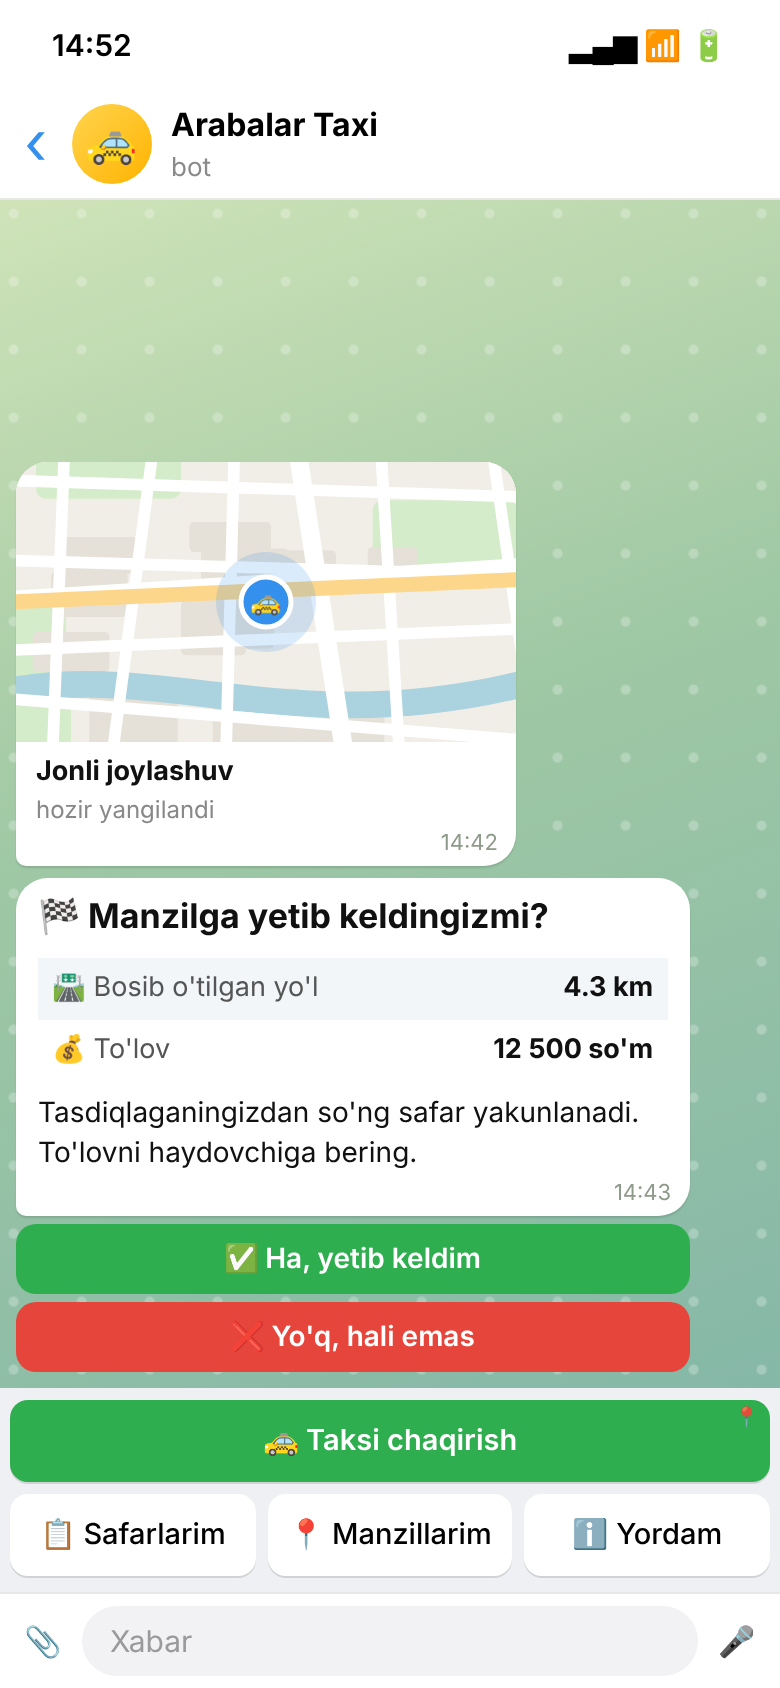 14:52
Arabalar Taxi
bot
Jonli joylashuv
hozir yangilandi
14:42
🏁 Manzilga yetib keldingizmi?
🛣️ Bosib o'tilgan yo'l 4.3 km
💰 To'lov 12 500 so'm
Tasdiqlaganingizdan so'ng safar yakunlanadi.
To'lovni haydovchiga bering.
14:43
✅ Ha, yetib keldim
❌ Yo'q, hali emas
🚕 Taksi chaqirish
📋 Safarlarim
📍 Manzillarim
ℹ️ Yordam
Xabar